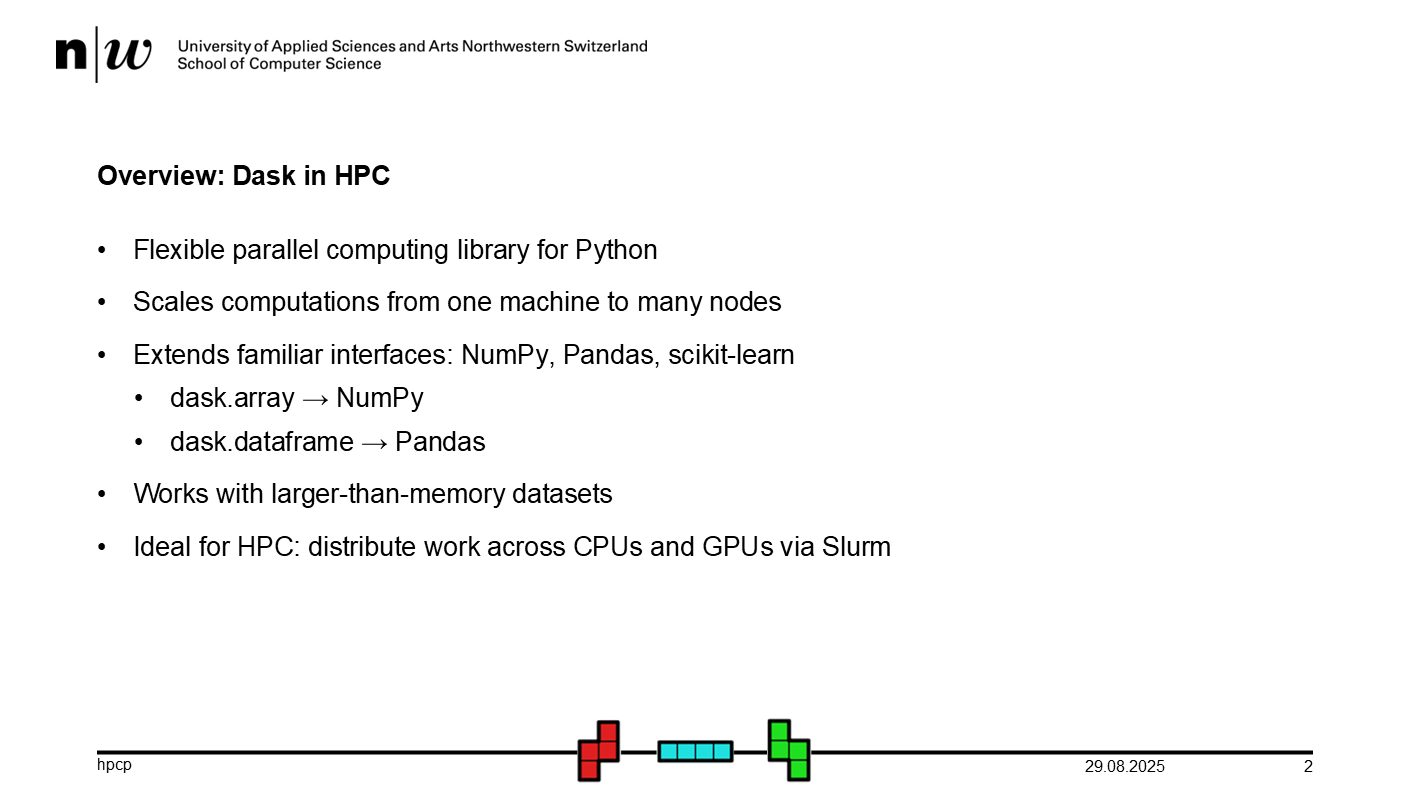 n|w University of Applied Sciences and Arts Northwestern Switzerland
School of Computer Science
Overview: Dask in HPC
• Flexible parallel computing library for Python
• Scales computations from one machine to many nodes
• Extends familiar interfaces: NumPy, Pandas, scikit-learn
• dask.array → NumPy
• dask.dataframe → Pandas
• Works with larger-than-memory datasets
• Ideal for HPC: distribute work across CPUs and GPUs via Slurm
hpcp 29.08.2025 2